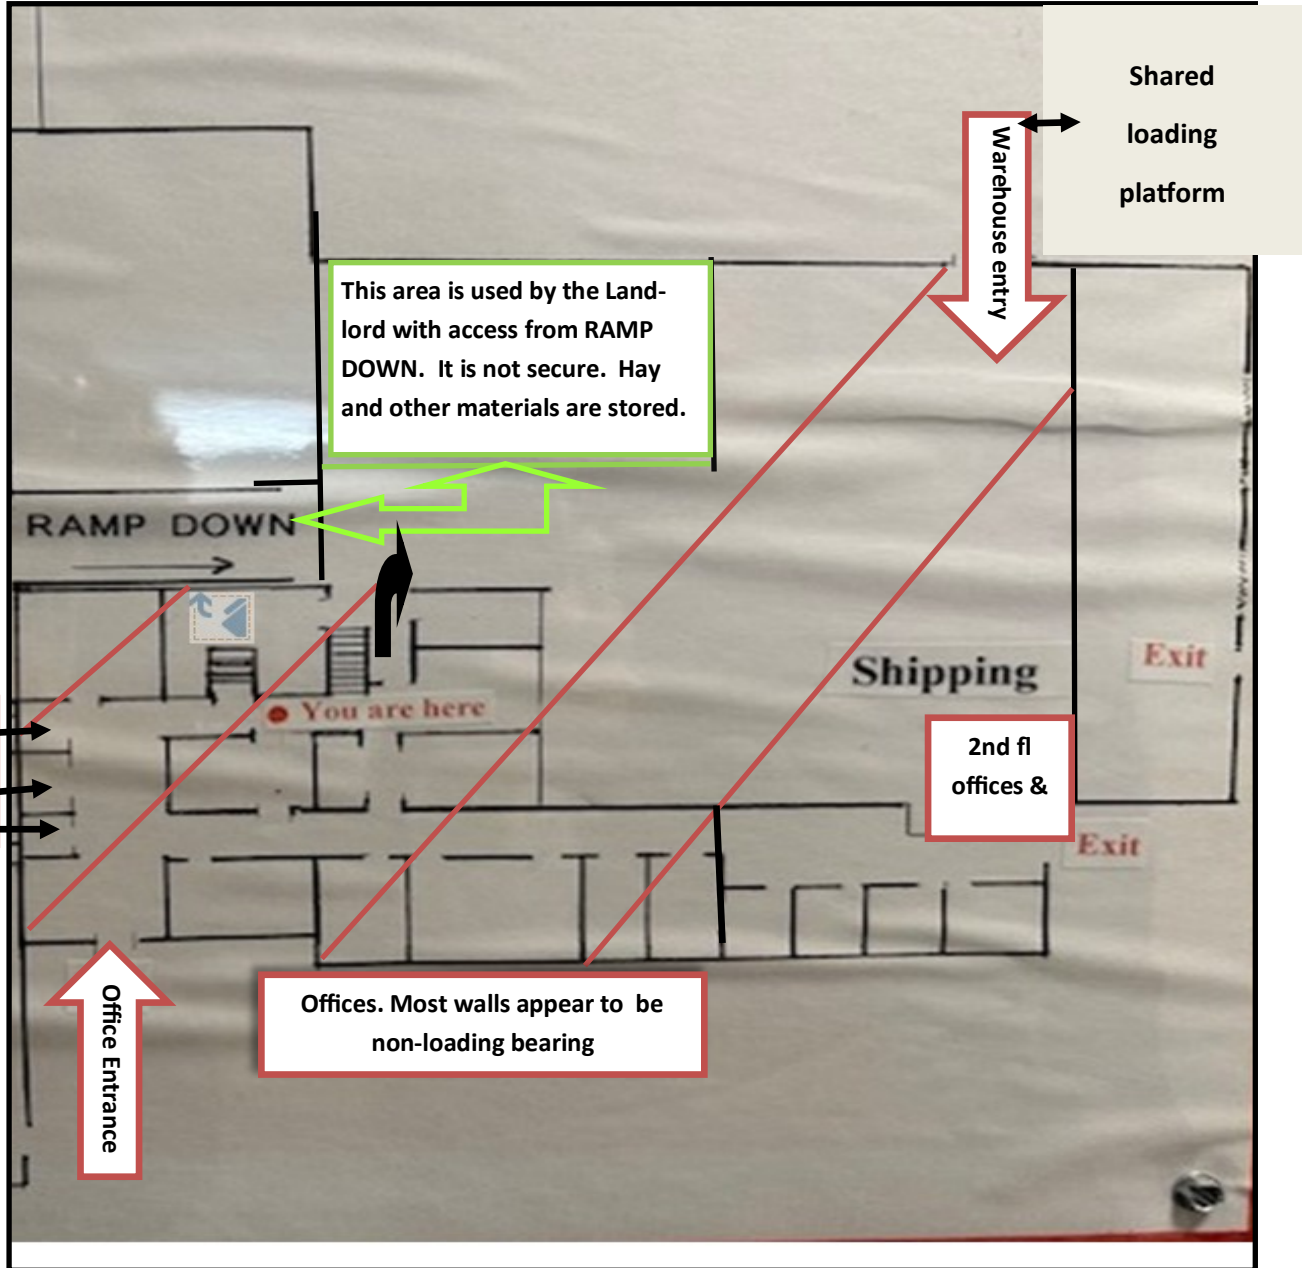 Shared
loading
platform
Warehouse entry
This area is used by the Land-
lord with access from RAMP
DOWN.  It is not secure.  Hay
and other materials are stored.
RAMP DOWN
Shipping
Exit
You are here
2nd fl
offices &
Exit
Office Entrance
Offices. Most walls appear to  be
non-loading bearing